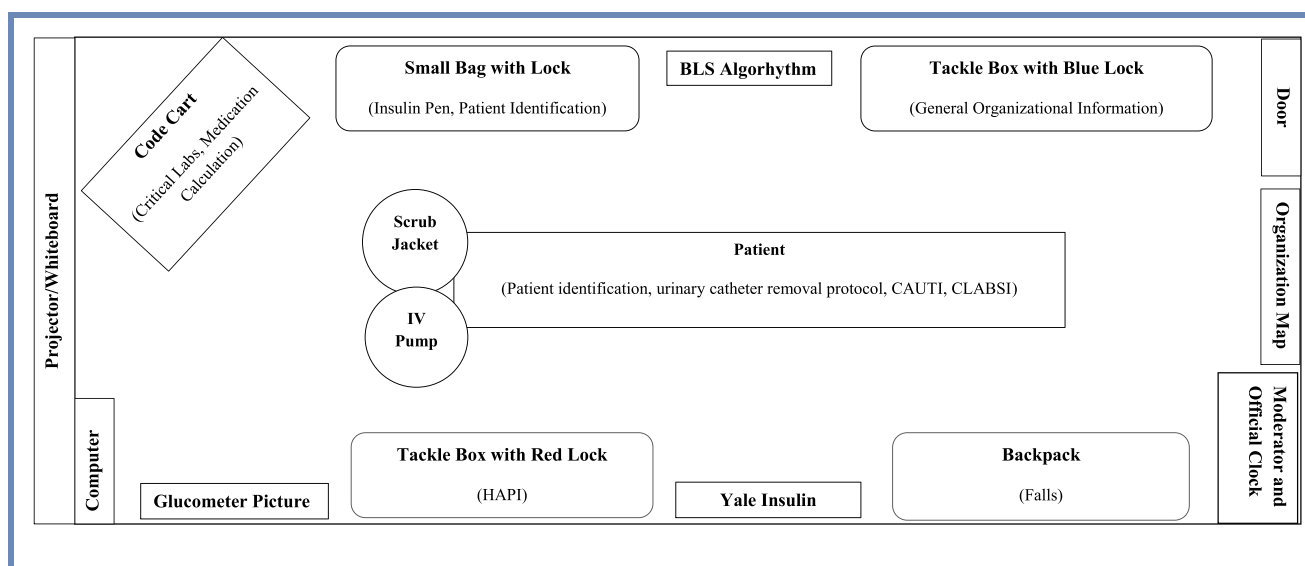 Projector/Whiteboard
Code Cart
(Critical Labs, Medication
Calculation)
Small Bag with Lock
(Insulin Pen, Patient Identification)
BLS Algorhythm
Tackle Box with Blue Lock
(General Organizational Information)
Door
Scrub
Jacket
IV
Pump
Patient
(Patient identification, urinary catheter removal protocol, CAUTI, CLABSI)
Organization Map
Computer
Glucometer Picture
Tackle Box with Red Lock
(HAPI)
Yale Insulin
Backpack
(Falls)
Moderator and
Official Clock